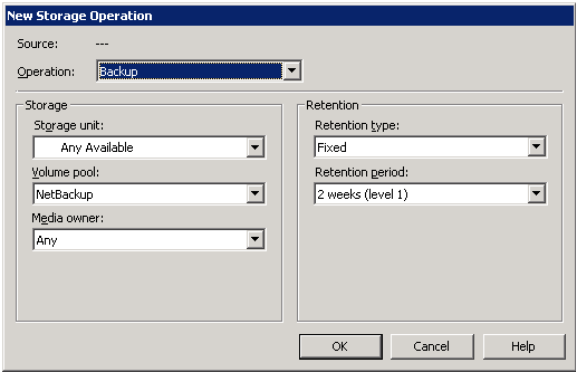 New Storage Operation
Source: ---
Operation: Backup
Storage
Storage unit:
Any Available
Volume pool:
NetBackup
Media owner:
Any
Retention
Retention type:
Fixed
Retention period:
2 weeks (level 1)
OK Cancel Help